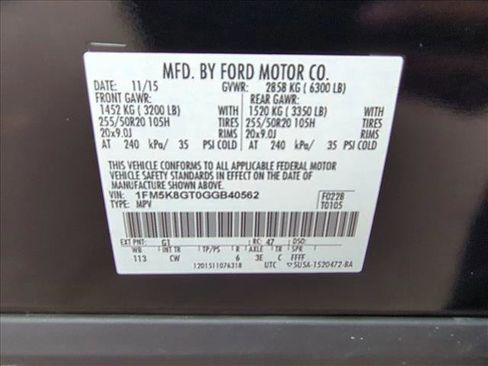 MFD. BY FORD MOTOR CO.
DATE: 11/15 GVWR: 2858 KG ( 6300 LB)
FRONT GAWR: REAR GAWR:
1452 KG ( 3200 LB) WITH 1520 KG ( 3350 LB) WITH
255/50R20 105H TIRES 255/50R20 105H TIRES
20x9.0J RIMS 20x9.0J RIMS
AT 240 kPa/ 35 PSI COLD AT 240 kPa/ 35 PSI COLD
THIS VEHICLE CONFORMS TO ALL APPLICABLE FEDERAL MOTOR
VEHICLE SAFETY STANDARDS IN EFFECT ON THE DATE OF MANUFACTURE SHOWN ABOVE.
VIN: 1FM5K8GT0GGB40562
TYPE: MPV
F0228
T0105
EXT PNT: G1 RC: 47 DSO:
WB INT TR TP/PS R AXLE TR SPR
113 CW 6 3E C FFFF
1201511076318 UTC 5USA-1520472-BA